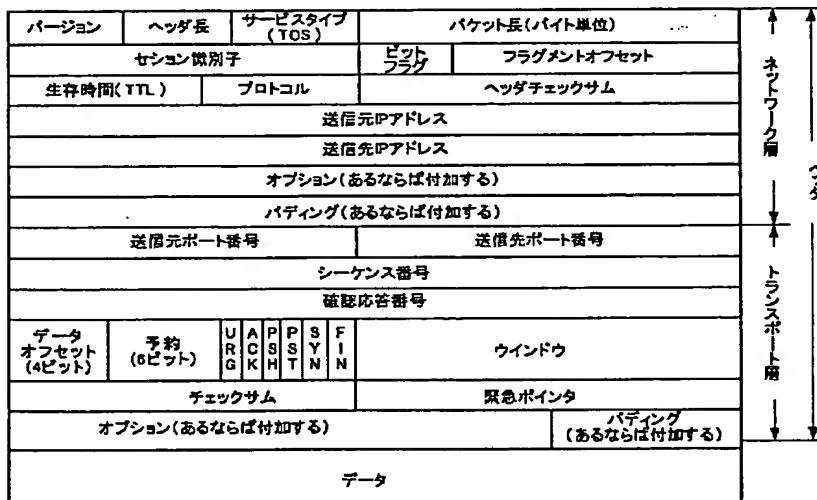 バージョン
ヘッダ長
サービスタイプ
(TOS)
パケット長(バイト単位)
セション識別子
ビット
フラグ
フラグメントオフセット
生存時間(TTL)
プロトコル
ヘッダチェックサム
送信元IPアドレス
送信先IPアドレス
オプション(あるならば付加する)
パディング(あるならば付加する)
送信元ポート番号
送信先ポート番号
シーケンス番号
確認応答番号
データ
オフセット
(4ビット)
予約
(6ビット)
URG
ACK
PSH
PST
SYN
FIN
ウインドウ
チェックサム
緊急ポインタ
オプション(あるならば付加する)
パディング
(あるならば付加する)
データ
ネットワーク層
トランスポート層
ヘッダ